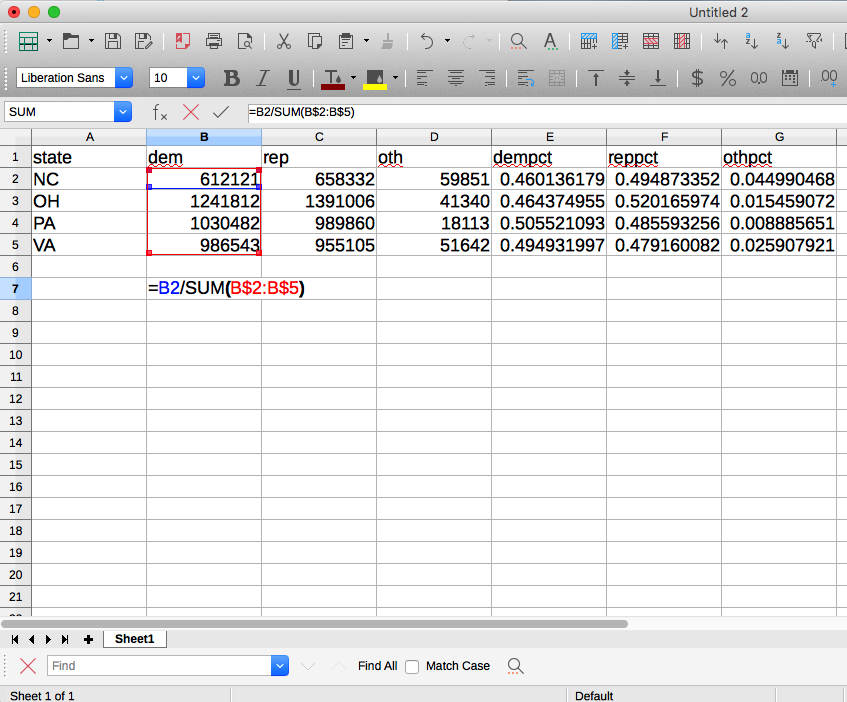 Untitled 2
Liberation Sans 10 B I U T $ % 0.0 .00
SUM fx =B2/SUM(B$2:B$5)
A B C D E F G
1 state dem rep oth dempct reppct othpct
2 NC 612121 658332 59851 0.460136179 0.494873352 0.044990468
3 OH 1241812 1391006 41340 0.464374955 0.520165974 0.015459072
4 PA 1030482 989860 18113 0.505521093 0.485593256 0.008885651
5 VA 986543 955105 51642 0.494931997 0.479160082 0.025907921
6
7 =B2/SUM(B$2:B$5)
8
9
10
11
12
13
14
15
16
17
18
19
20
21
Sheet1
Find Find All Match Case
Sheet 1 of 1 Default